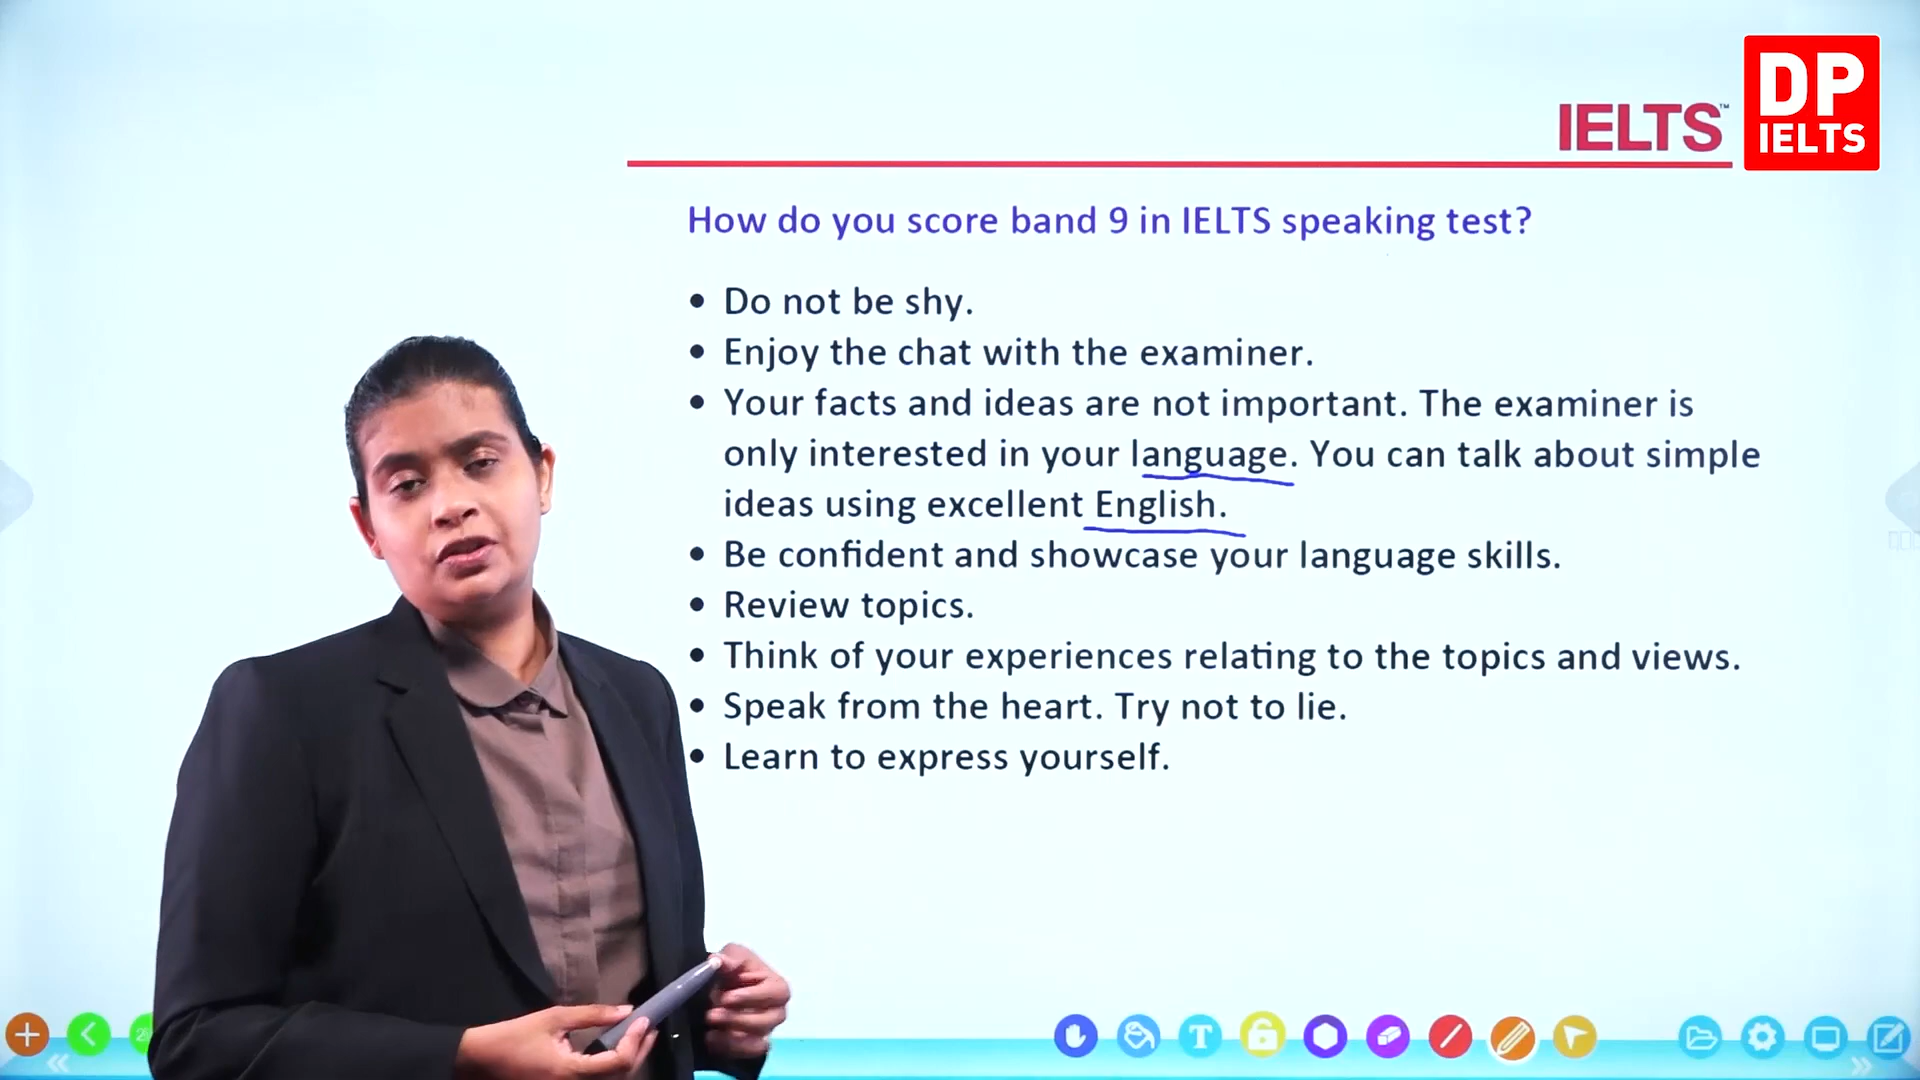 DP
IELTS
IELTS™
How do you score band 9 in IELTS speaking test?
• Do not be shy.
• Enjoy the chat with the examiner.
• Your facts and ideas are not important. The examiner is
only interested in your language. You can talk about simple
ideas using excellent English.
• Be confident and showcase your language skills.
• Review topics.
• Think of your experiences relating to the topics and views.
• Speak from the heart. Try not to lie.
• Learn to express yourself.
T